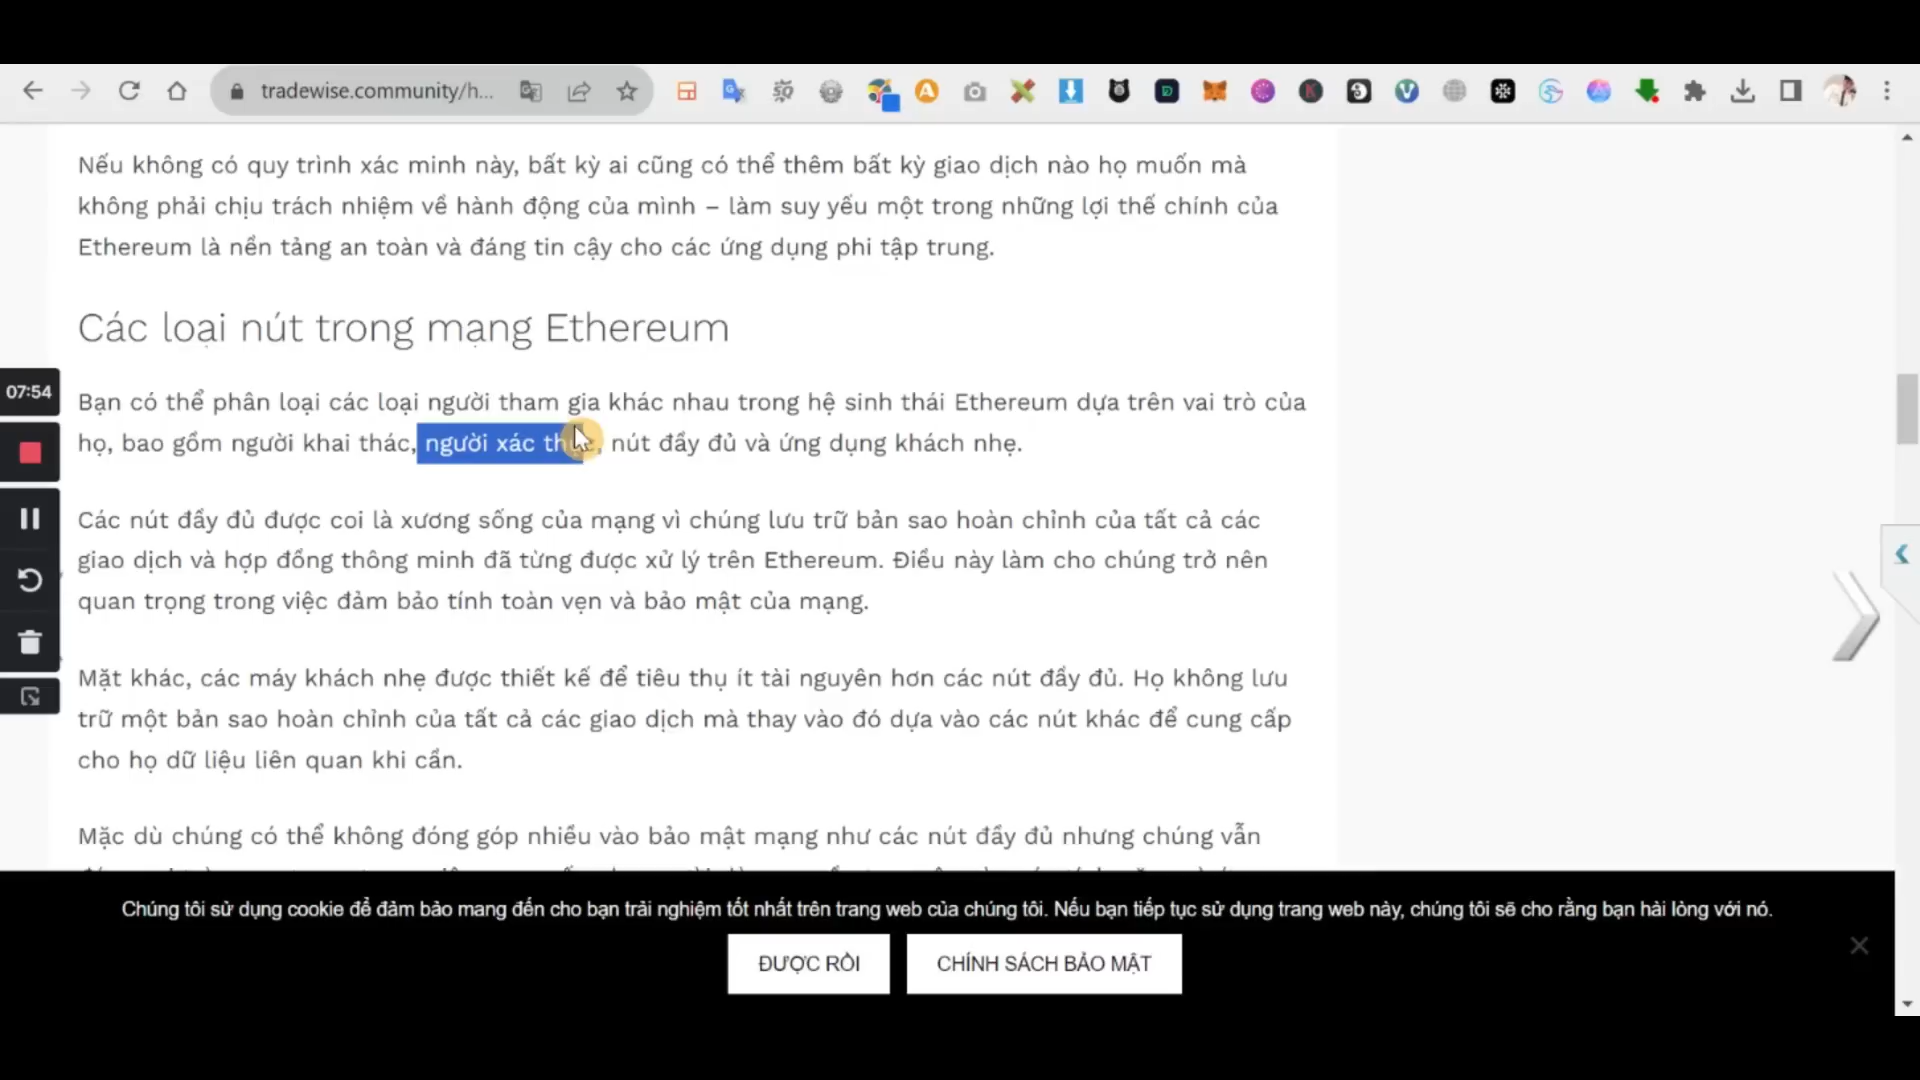 tradewise.community/h...
Nếu không có quy trình xác minh này, bất kỳ ai cũng có thể thêm bất kỳ giao dịch nào họ muốn mà
không phải chịu trách nhiệm về hành động của mình – làm suy yếu một trong những lợi thế chính của
Ethereum là nền tảng an toàn và đáng tin cậy cho các ứng dụng phi tập trung.
Các loại nút trong mạng Ethereum
07:54
Bạn có thể phân loại các loại người tham gia khác nhau trong hệ sinh thái Ethereum dựa trên vai trò của
họ, bao gồm người khai thác, người xác thực, nút đầy đủ và ứng dụng khách nhẹ.
Các nút đầy đủ được coi là xương sống của mạng vì chúng lưu trữ bản sao hoàn chỉnh của tất cả các
giao dịch và hợp đồng thông minh đã từng được xử lý trên Ethereum. Điều này làm cho chúng trở nên
quan trọng trong việc đảm bảo tính toàn vẹn và bảo mật của mạng.
Mặt khác, các máy khách nhẹ được thiết kế để tiêu thụ ít tài nguyên hơn các nút đầy đủ. Họ không lưu
trữ một bản sao hoàn chỉnh của tất cả các giao dịch mà thay vào đó dựa vào các nút khác để cung cấp
cho họ dữ liệu liên quan khi cần.
Mặc dù chúng có thể không đóng góp nhiều vào bảo mật mạng như các nút đầy đủ nhưng chúng vẫn
Chúng tôi sử dụng cookie để đảm bảo mang đến cho bạn trải nghiệm tốt nhất trên trang web của chúng tôi. Nếu bạn tiếp tục sử dụng trang web này, chúng tôi sẽ cho rằng bạn hài lòng với nó.
ĐƯỢC RỒI
CHÍNH SÁCH BẢO MẬT